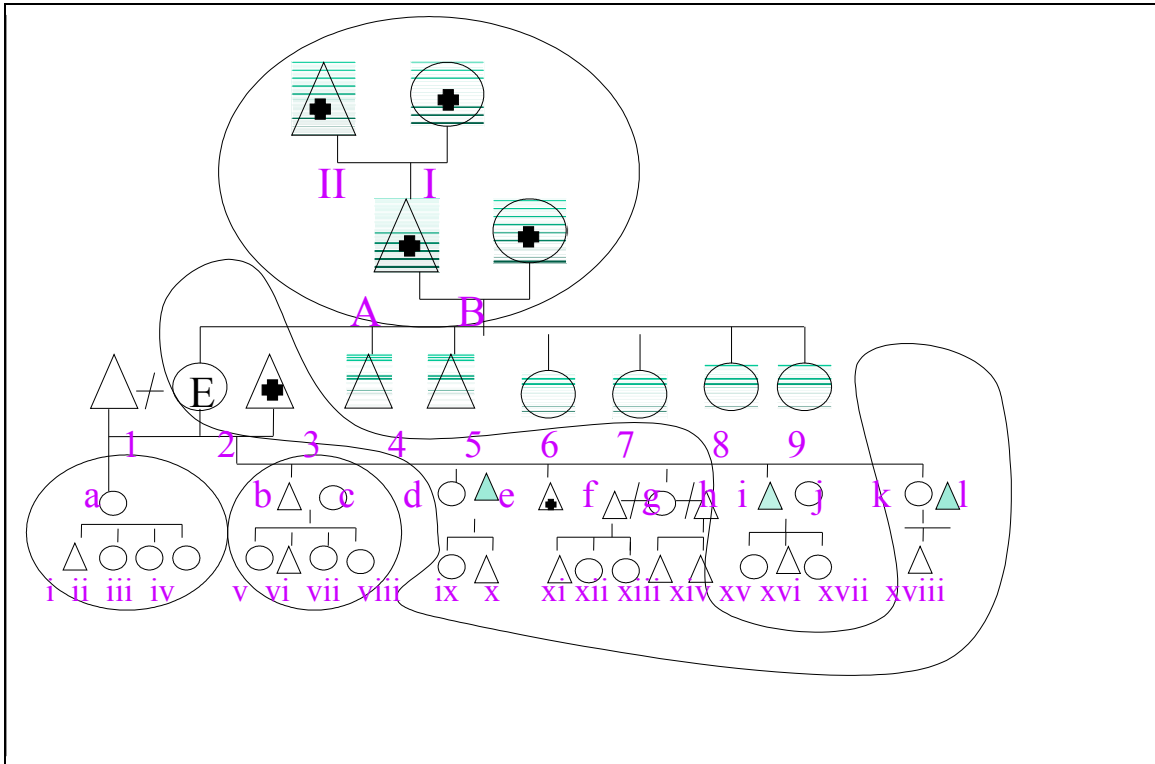 II I
A B
E
1 2 3 4 5 6 7 8 9
a b c d e f g h i j k l
i ii iii iv v vi vii viii ix x xi xii xiii xiv xv xvi xvii xviii